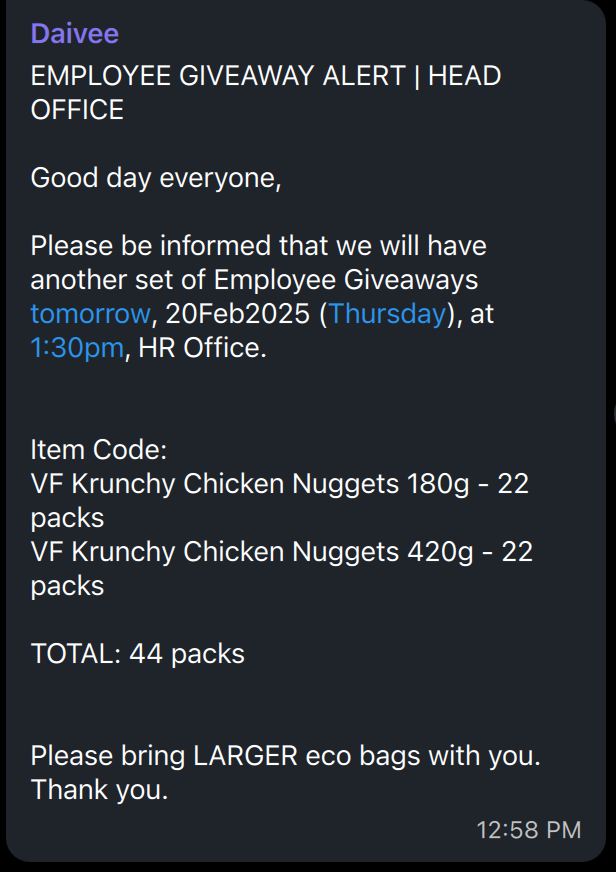 Daivee
EMPLOYEE GIVEAWAY ALERT | HEAD
OFFICE
Good day everyone,
Please be informed that we will have
another set of Employee Giveaways
tomorrow, 20Feb2025 (Thursday), at
1:30pm, HR Office.
Item Code:
VF Krunchy Chicken Nuggets 180g - 22
packs
VF Krunchy Chicken Nuggets 420g - 22
packs
TOTAL: 44 packs
Please bring LARGER eco bags with you.
Thank you.
12:58 PM